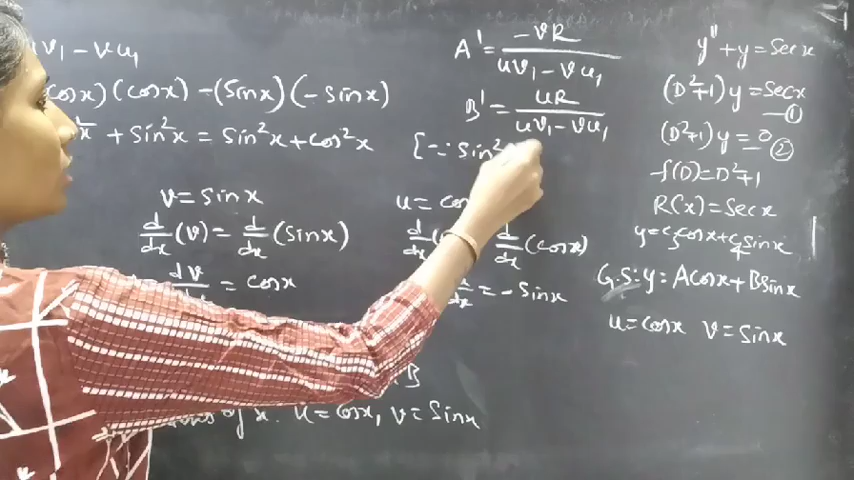 uv₁ - vu₁
cosx)(cosx) - (sinx)(-sinx)
+ sin²x = sin²x + cos²x
v = sinx
d/dx (v) = d/dx (sinx)
dv/ = cosx
A' = -vR / uv₁ - vu₁
B' = uR / uv₁ - vu₁
[∵ sin²
u = co
d/dx ( d/dx (cosx)
= -sinx
B
of x. u = cosx, v = sinx
y'' + y = secx
(D²+1)y = secx —①
(D²+1)y = 0 —②
f(D) = D²+1
R(x) = secx
y = c₁cosx + c₂sinx
G.S: y = Acosx + Bsinx
u = cosx v = sinx